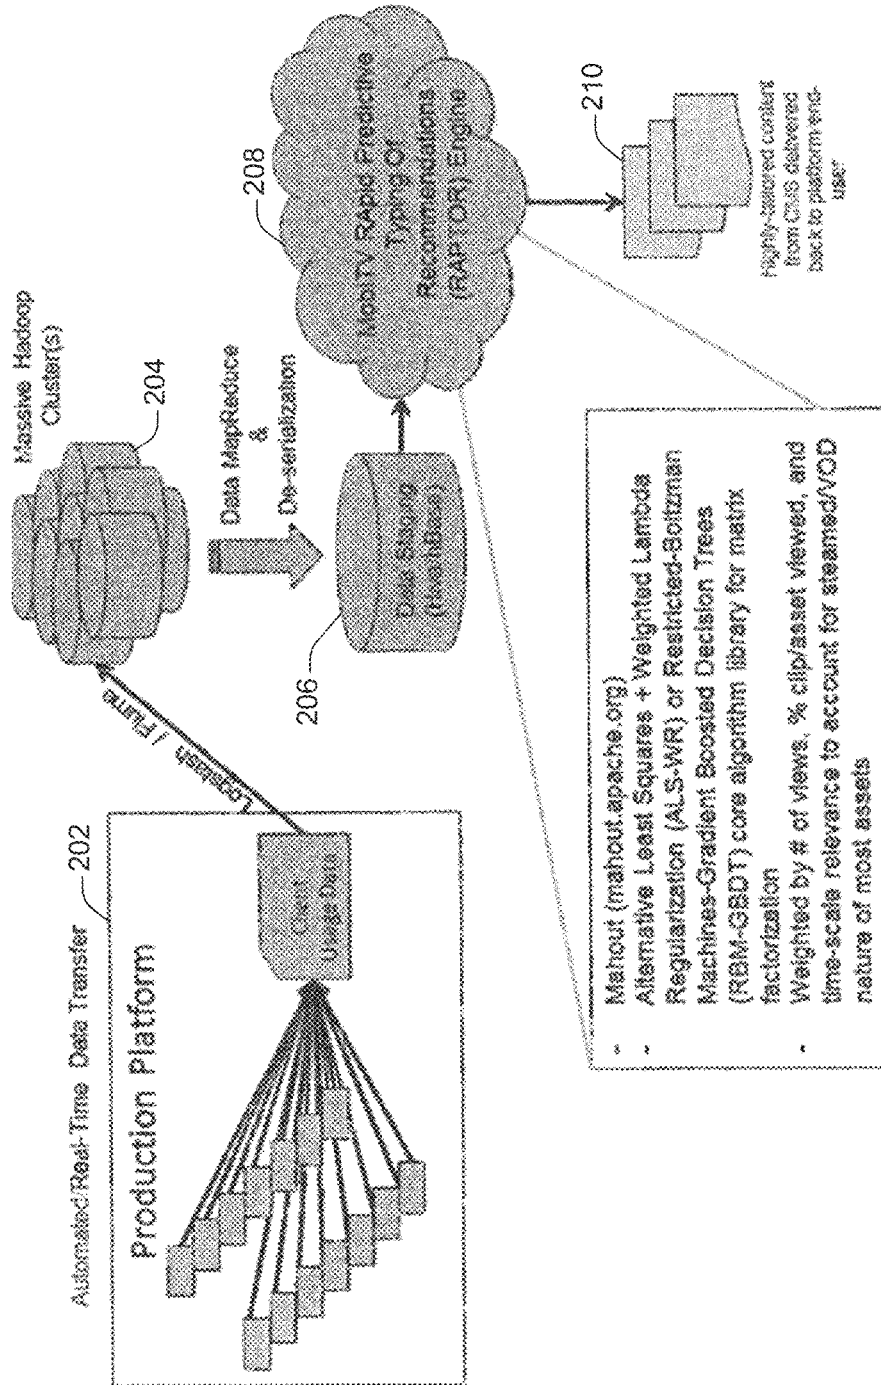 Automated/Real-Time Data Transfer
202
Production Platform
Client
Usage Data
Logstash / Flume
Massive Hadoop
Cluster(s)
204
Data MapReduce
&
De-serialization
206
Data Staging
208
MobiTV RApid Predictive
Typing Of
Recommendations
(RAPTOR) Engine
210
Highly-tailored content
from CMS delivered
back to platform end-
user
- Mahout (mahout.apache.org)
- Alternative Least Squares + Weighted Lambda
Regularization (ALS-WR) or Restricted-Boltzman
Machines-Gradient Boosted Decision Trees
(RBM-GBDT) core algorithm library for matrix
factorization
- Weighted by # of views, % clip/asset viewed, and
time-scale relevance to account for steamed/VOD
nature of most assets